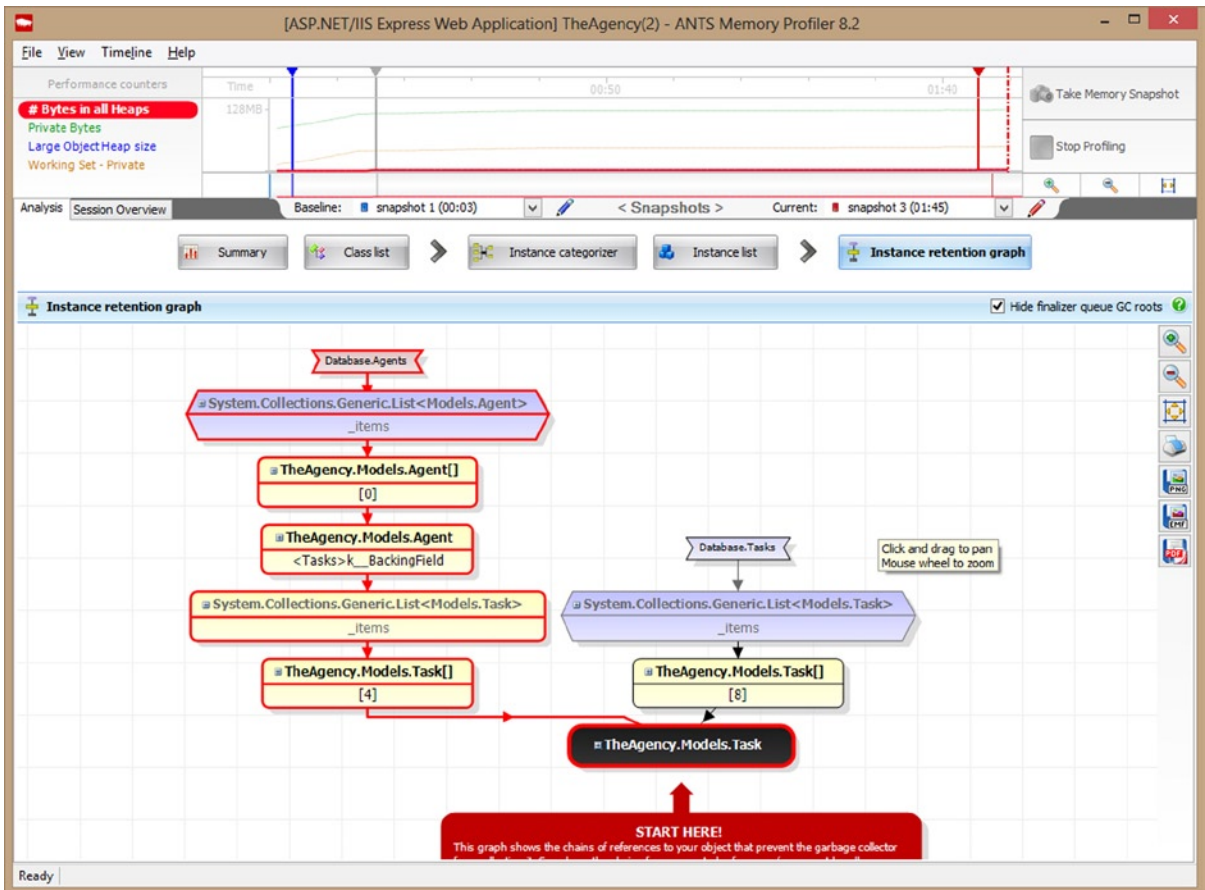 [ASP.NET/IIS Express Web Application] TheAgency(2) - ANTS Memory Profiler 8.2
File View Timeline Help
Performance counters
# Bytes in all Heaps
Private Bytes
Large Object Heap size
Working Set - Private
Time 00:50 01:40
128MB
Take Memory Snapshot
Stop Profiling
Analysis Session Overview
Baseline: snapshot 1 (00:03) < Snapshots > Current: snapshot 3 (01:45)
Summary Class list Instance categorizer Instance list Instance retention graph
Instance retention graph
Hide finalizer queue GC roots
Database.Agents
System.Collections.Generic.List<Models.Agent>
_items
TheAgency.Models.Agent[]
[0]
TheAgency.Models.Agent
<Tasks>k__BackingField
System.Collections.Generic.List<Models.Task>
_items
TheAgency.Models.Task[]
[4]
Database.Tasks
System.Collections.Generic.List<Models.Task>
_items
TheAgency.Models.Task[]
[8]
TheAgency.Models.Task
Click and drag to pan
Mouse wheel to zoom
PNG
EMF
PDF
START HERE!
This graph shows the chains of references to your object that prevent the garbage collector
Ready